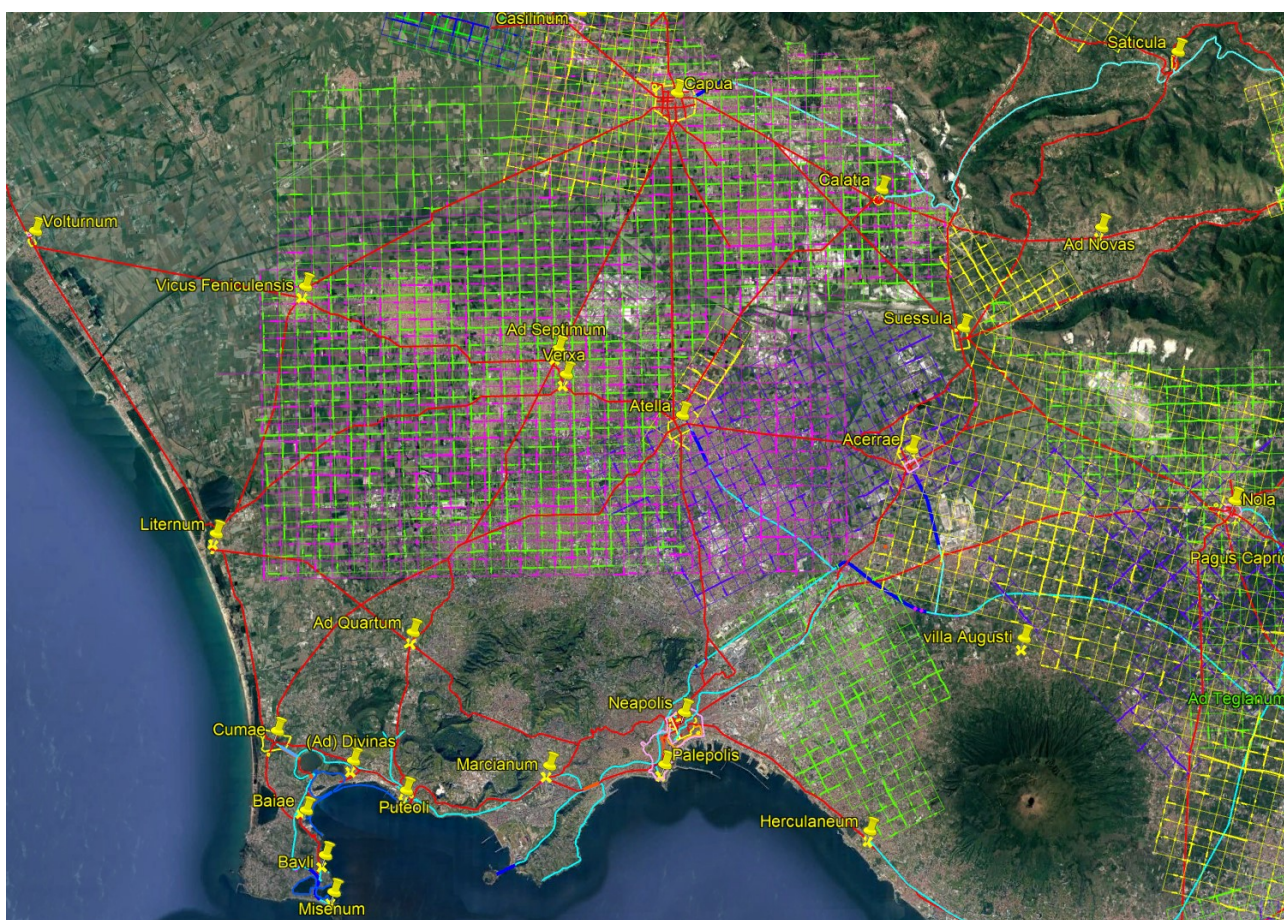 Casilinum
Saticula
Capua
Calatia
Volturnum
Ad Novas
Vicus Feniculensis
Suessula
Ad Septimum
Verxa
Atella
Acerrae
Nola
Liternum
Pagus Capric
Ad Quartum
villa Augusti
Ad Teglanum
Neapolis
Cumae
(Ad) Divinas
Marcianum
Palepolis
Baiae
Puteoli
Herculaneum
Bavli
Misenum